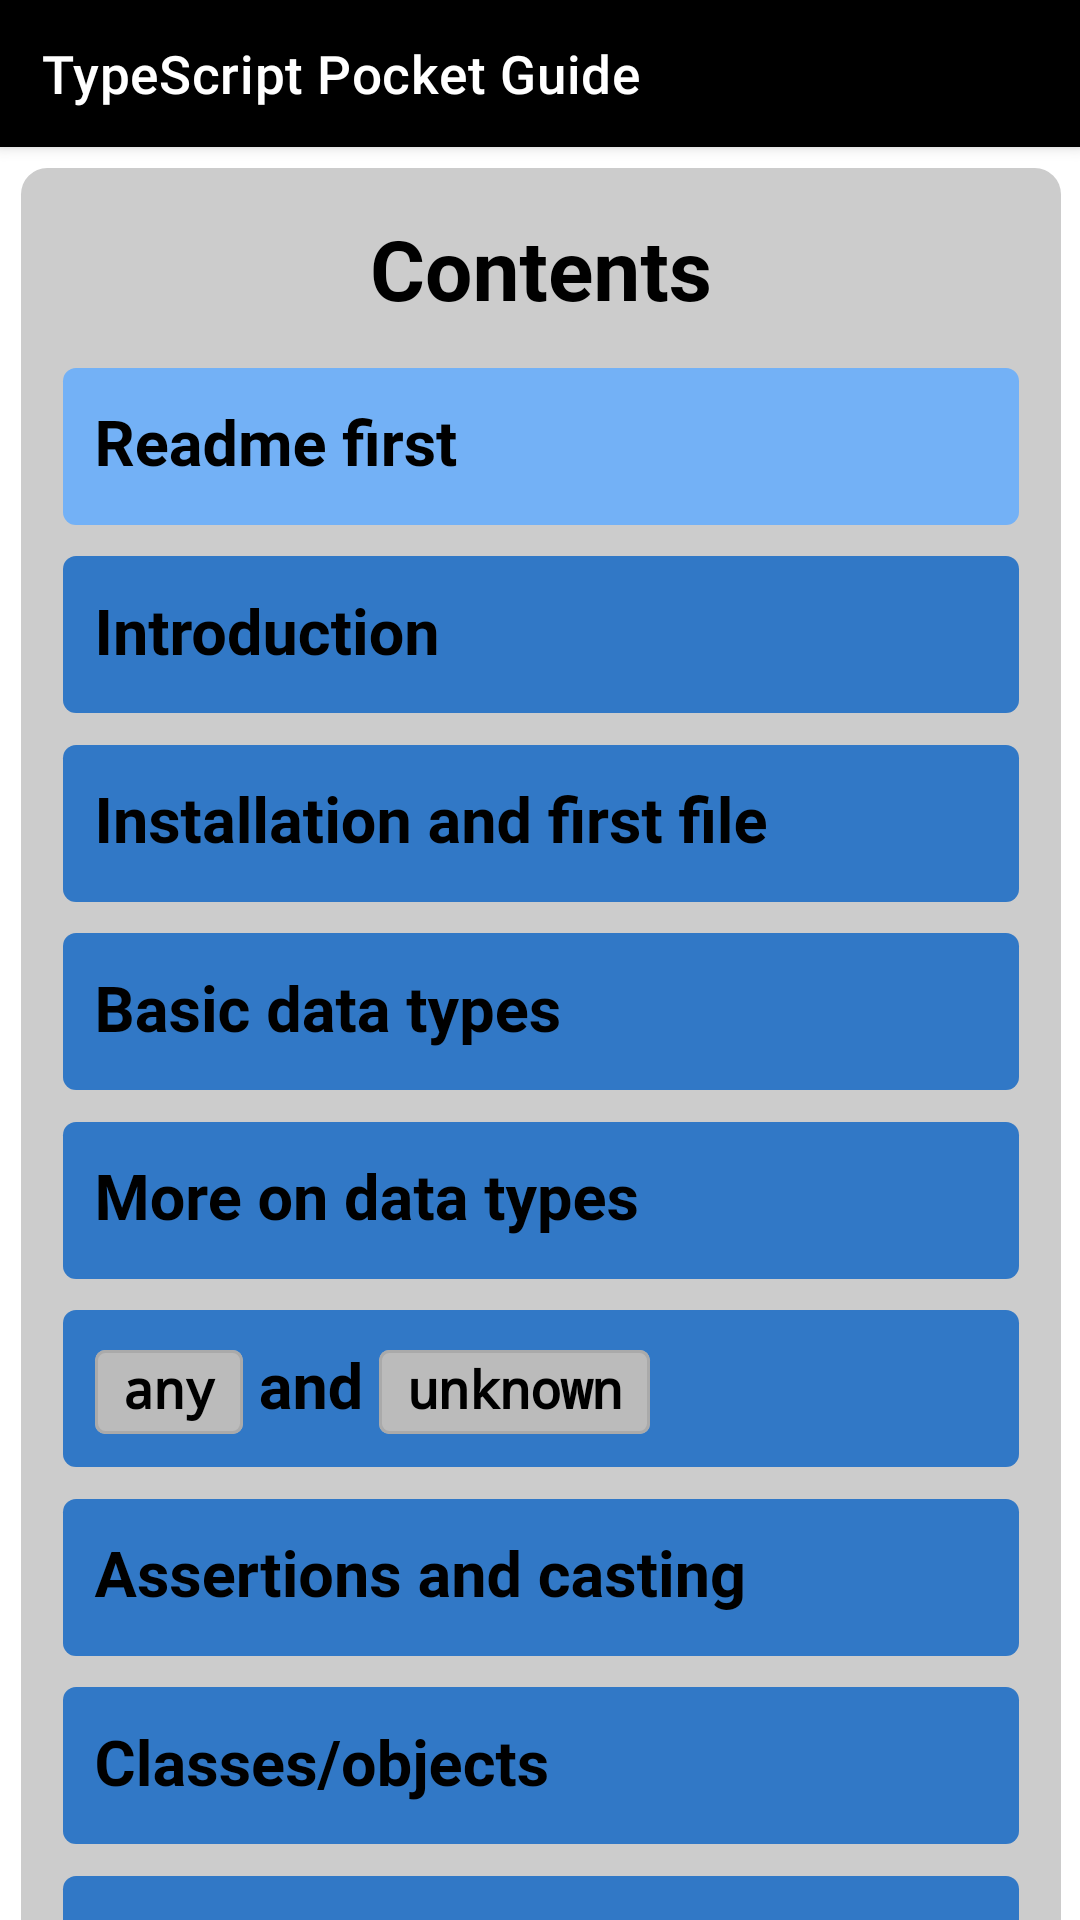 TypeScript Pocket Guide
Contents
Readme first
Introduction
Installation and first file
Basic data types
More on data types
any and unknown
Assertions and casting
Classes/objects